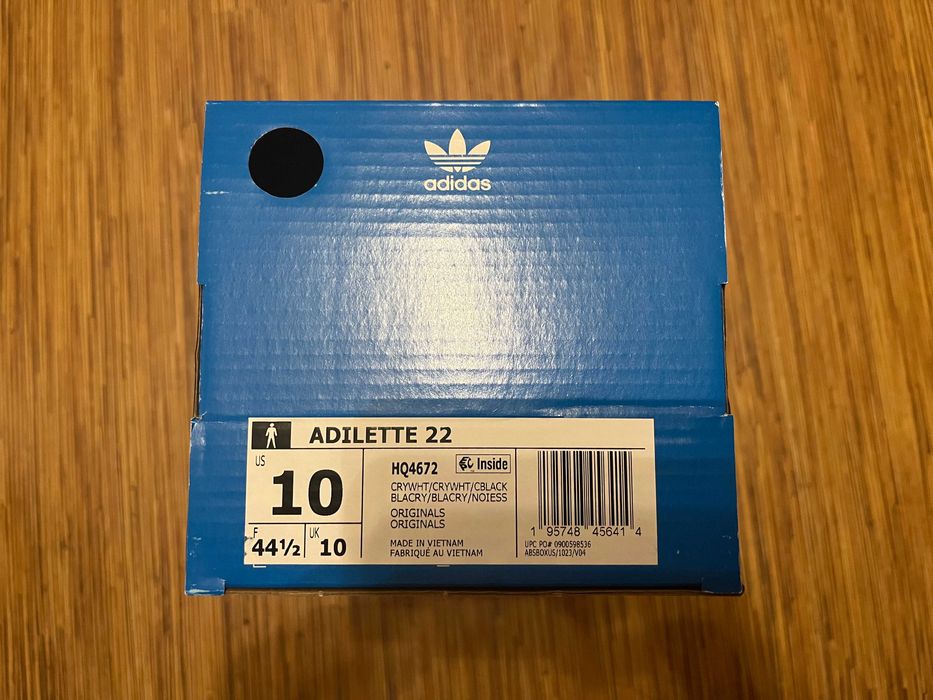 adidas
ADILETTE 22
US
10
F
44½
UK
10
HQ4672
Inside
CRYWHT/CRYWHT/CBLACK
BLACRY/BLACRY/NOIESS
ORIGINALS
ORIGINALS
MADE IN VIETNAM
FABRIQUÉ AU VIETNAM
1 95748 45641 4
UPC PO# 0900598536
ABSBOXUS/1023/V04